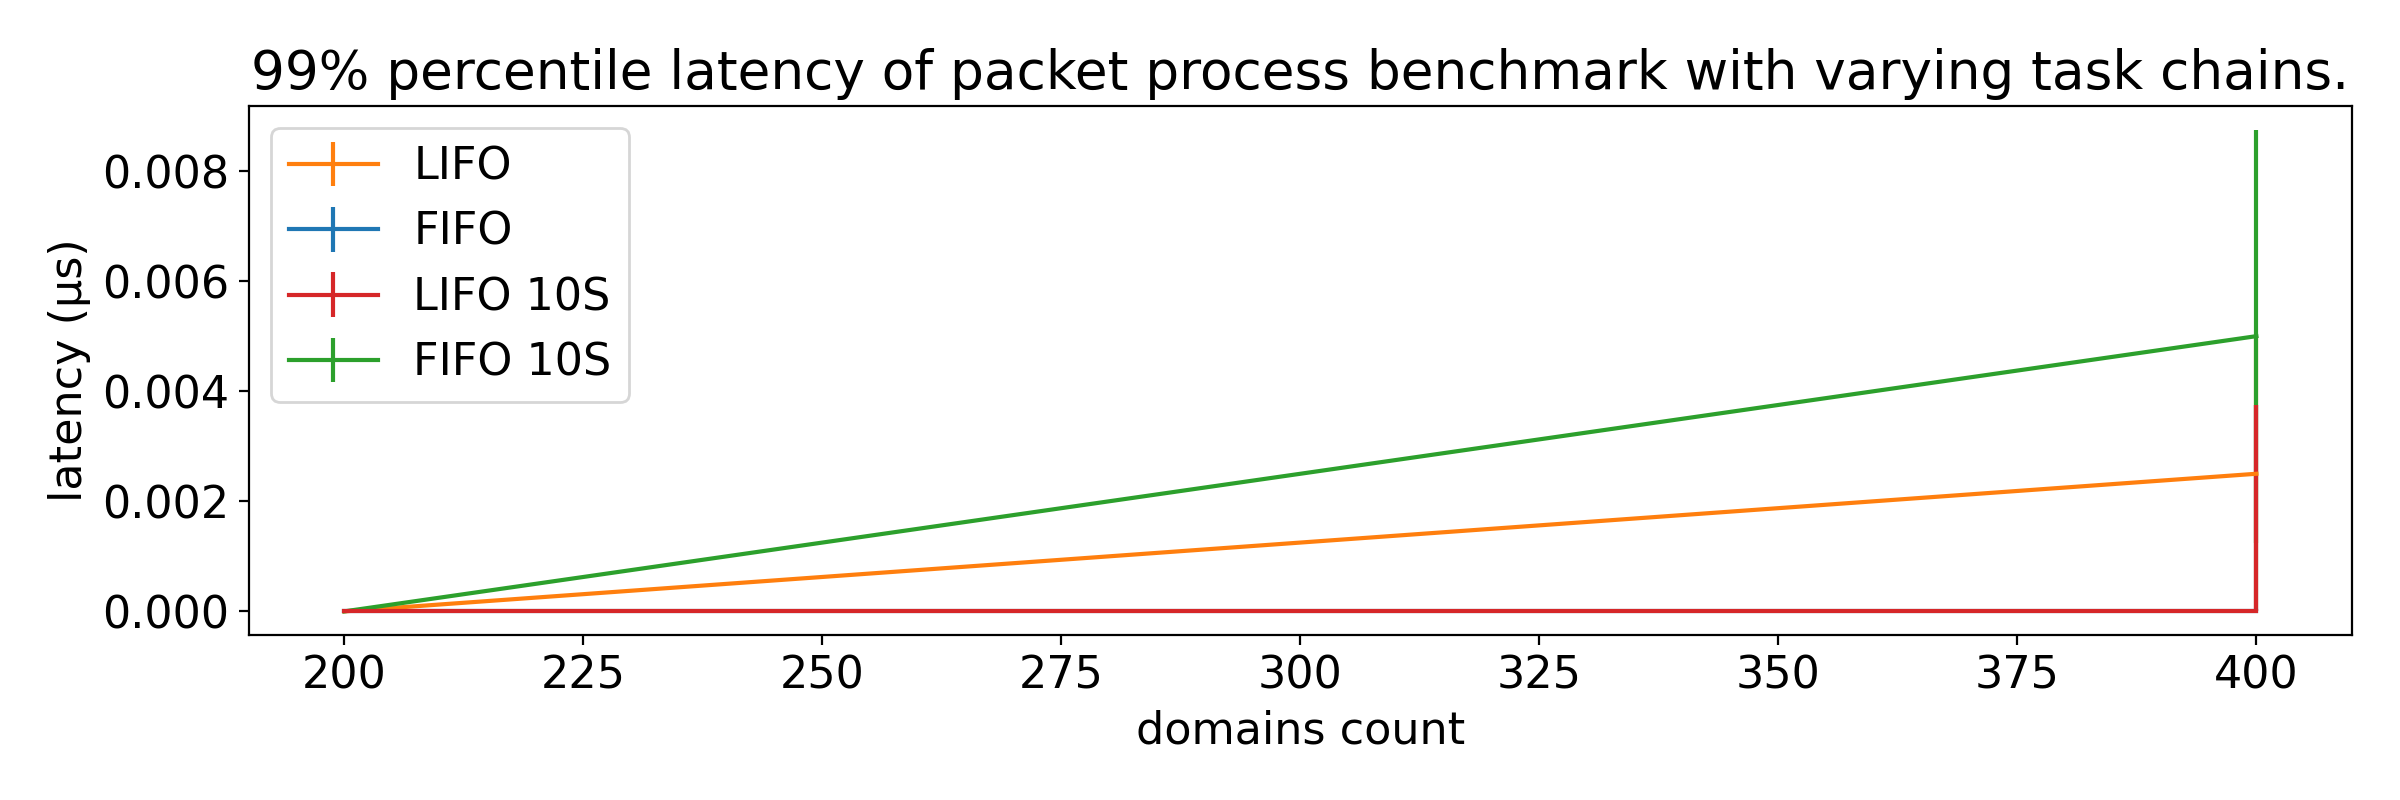 99% percentile latency of packet process benchmark with varying task chains.
LIFO
FIFO
LIFO 10S
FIFO 10S
latency (µs)
0.008
0.006
0.004
0.002
0.000
200 225 250 275 300 325 350 375 400
domains count